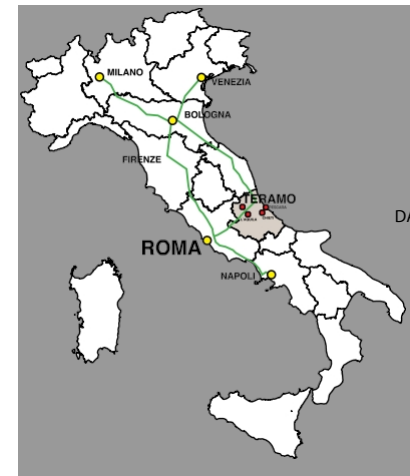 MILANO
VENEZIA
BOLOGNA
FIRENZE
TERAMO
DA
ROMA
NAPOLI